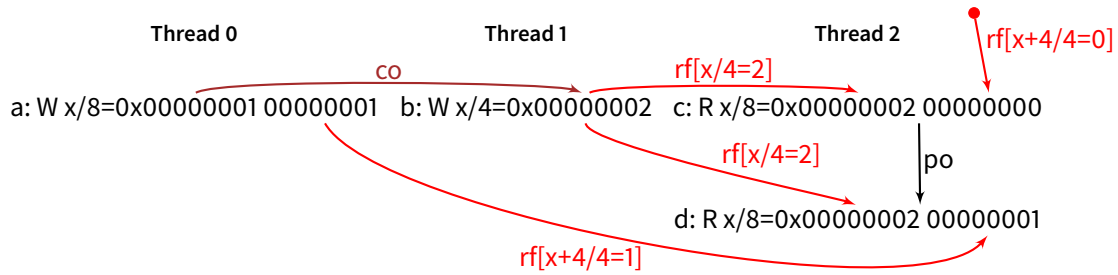 Thread 0 Thread 1 Thread 2
rf[x+4/4=0]
co rf[x/4=2]
a: W x/8=0x00000001 00000001 b: W x/4=0x00000002 c: R x/8=0x00000002 00000000
rf[x/4=2] po
d: R x/8=0x00000002 00000001
rf[x+4/4=1]